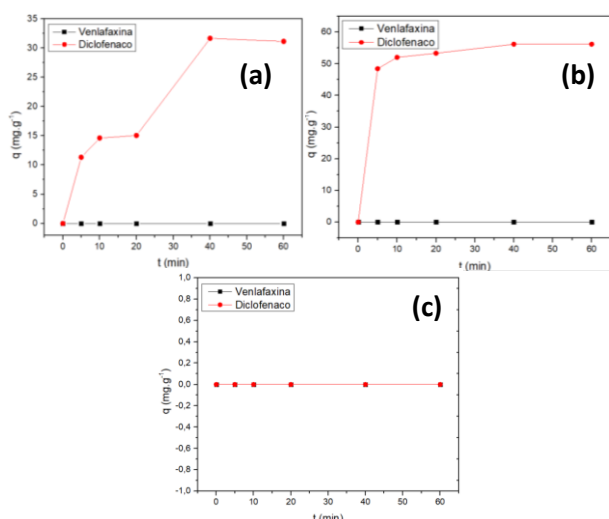 Venlafaxina
Diclofenaco
(a)
35
30
25
20
15
10
5
0
q (mg.g⁻¹)
0 10 20 30 40 50 60
t (min)
Venlafaxina
Diclofenaco
(b)
60
50
40
30
20
10
0
q (mg.g⁻¹)
0 10 20 30 40 50 60
t (min)
Venlafaxina
Diclofenaco
(c)
1,0
0,8
0,6
0,4
0,2
0,0
-0,2
-0,4
-0,6
-0,8
-1,0
q (mg.g⁻¹)
0 10 20 30 40 50 60
t (min)